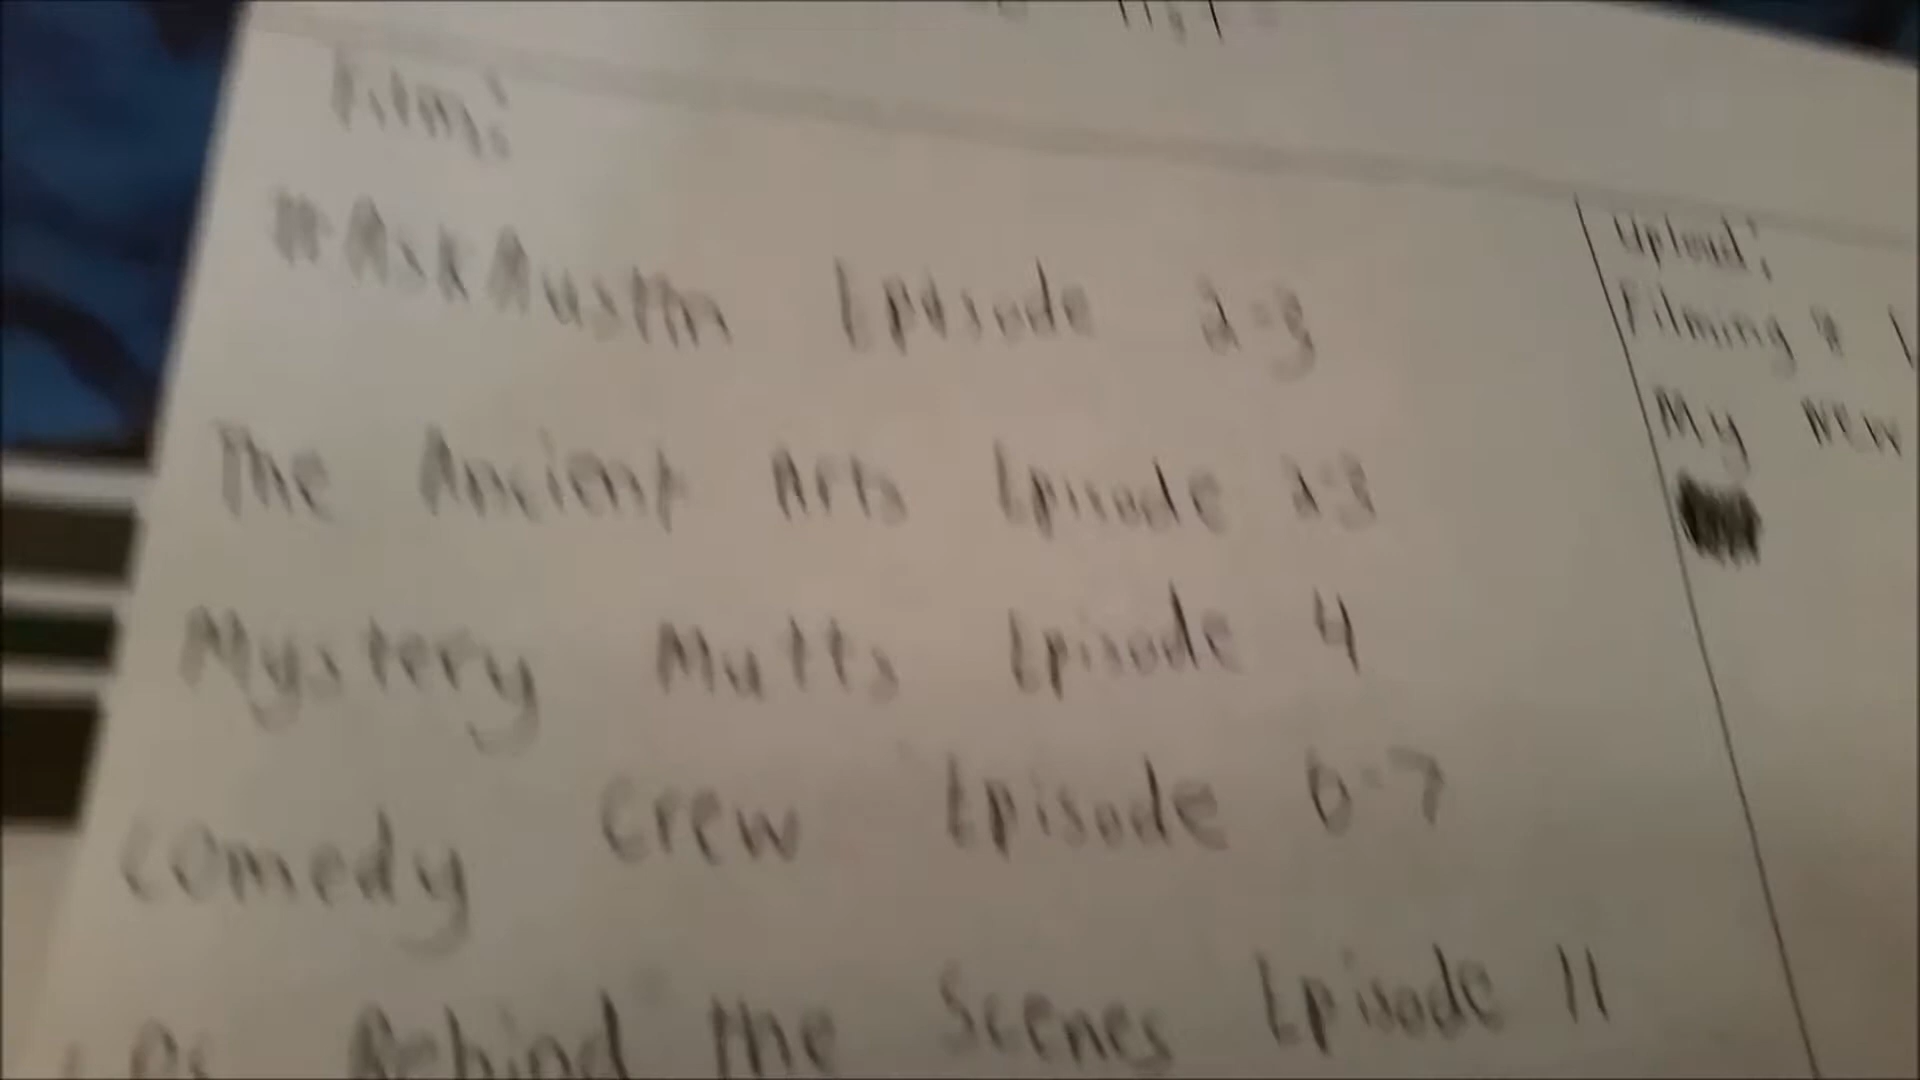 Film:
#AskAustin Episode 2-3
The Ancient Arts Episode 2-3
Mystery Mutts Episode 4
Comedy Crew Episode 6-7
Behind the Scenes Episode 11
Upload:
Filming #
My New